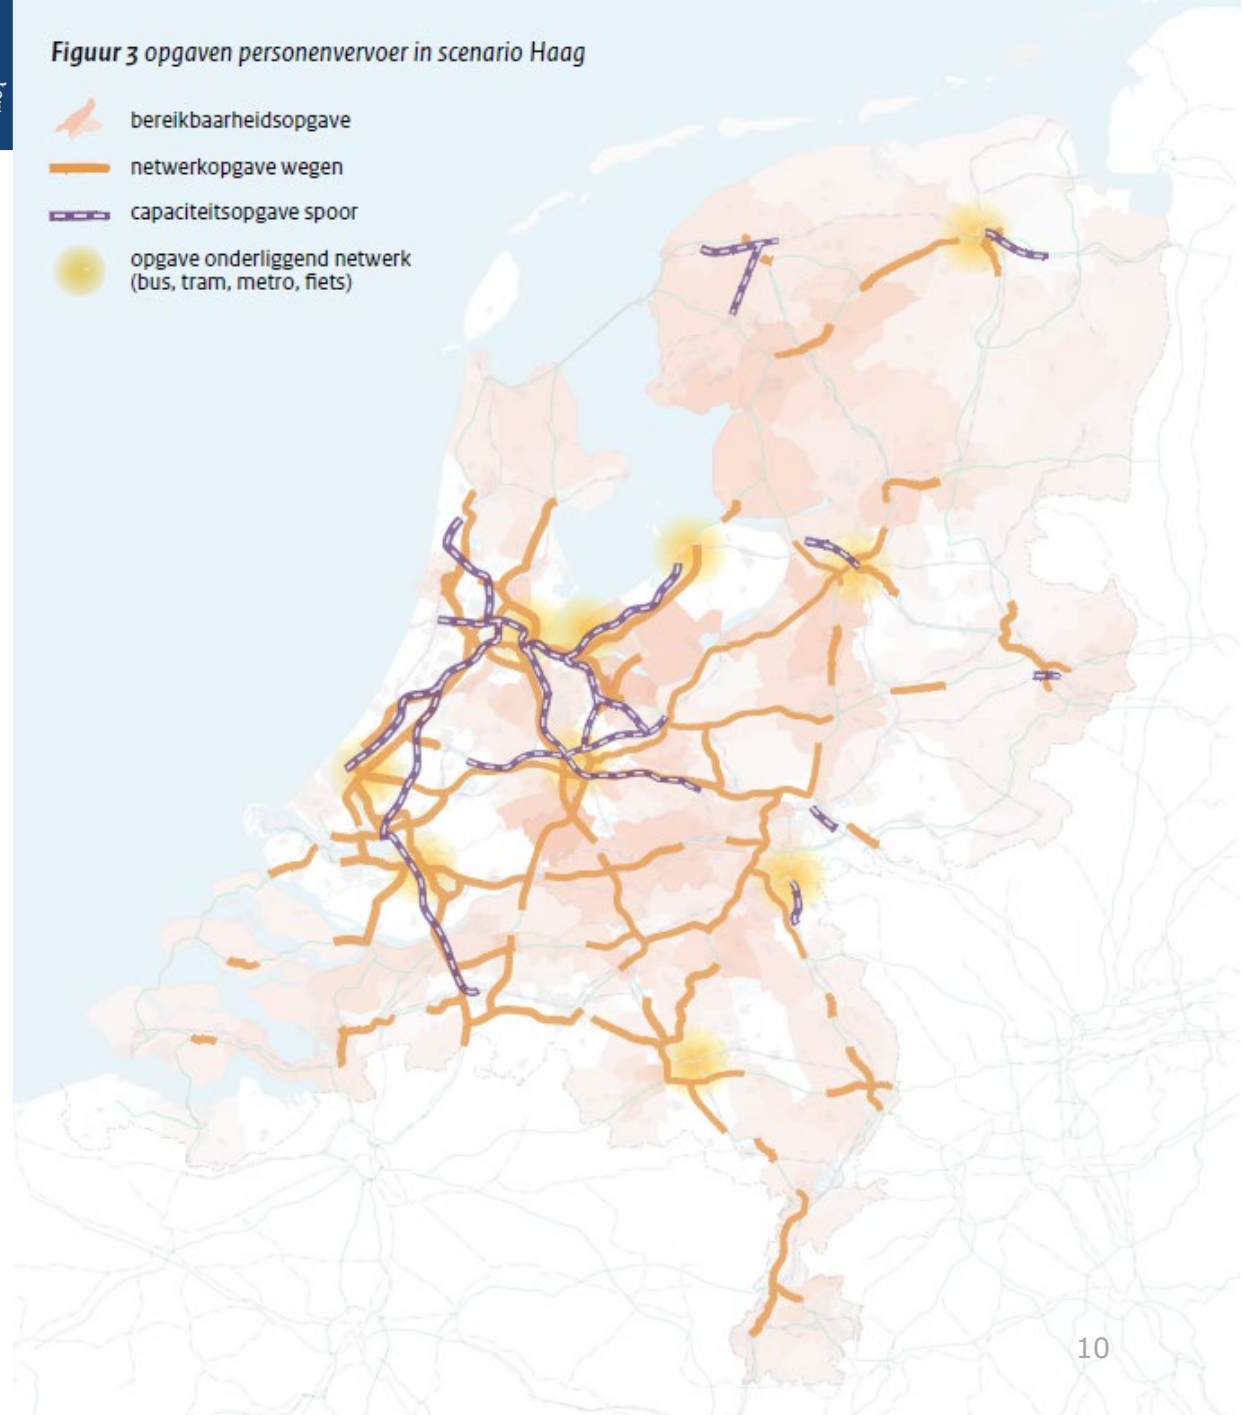 Figuur 3 opgaven personenvervoer in scenario Haag
bereikbaarheidsopgave
netwerkopgave wegen
capaciteitsopgave spoor
opgave onderliggend netwerk
(bus, tram, metro, fiets)
10